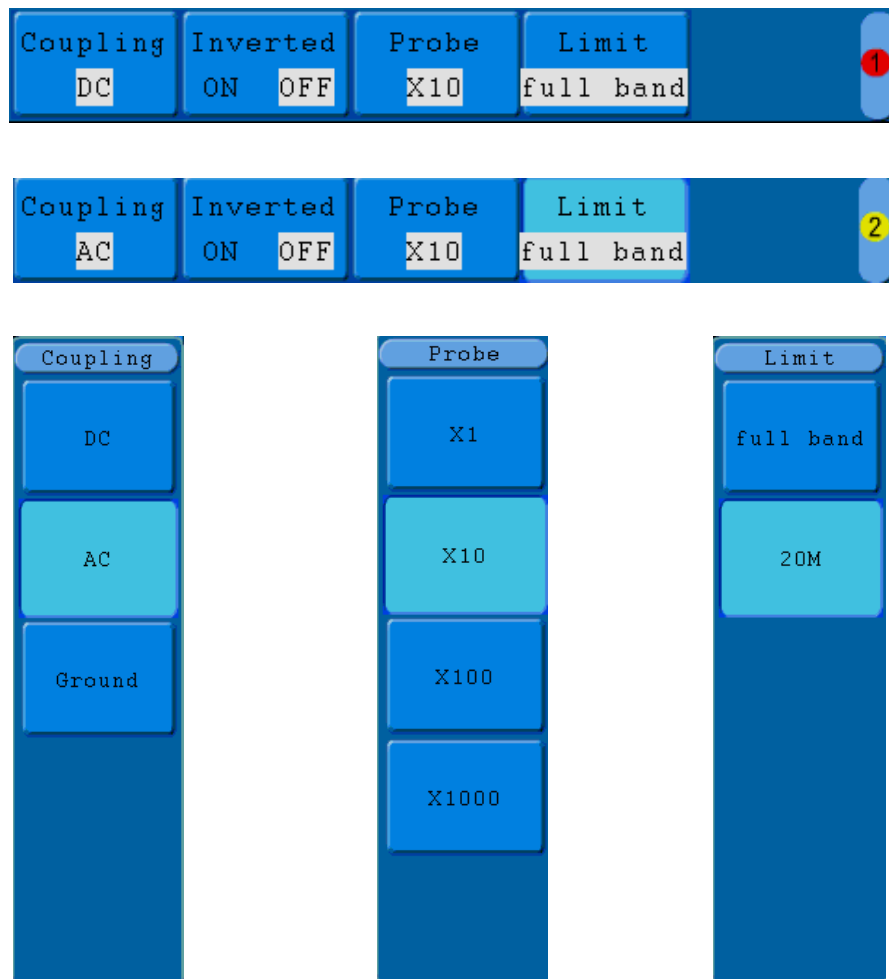 Coupling Inverted Probe Limit
DC ON OFF X10 full band
1
Coupling Inverted Probe Limit
AC ON OFF X10 full band
2
Coupling
DC
AC
Ground
Probe
X1
X10
X100
X1000
Limit
full band
20M